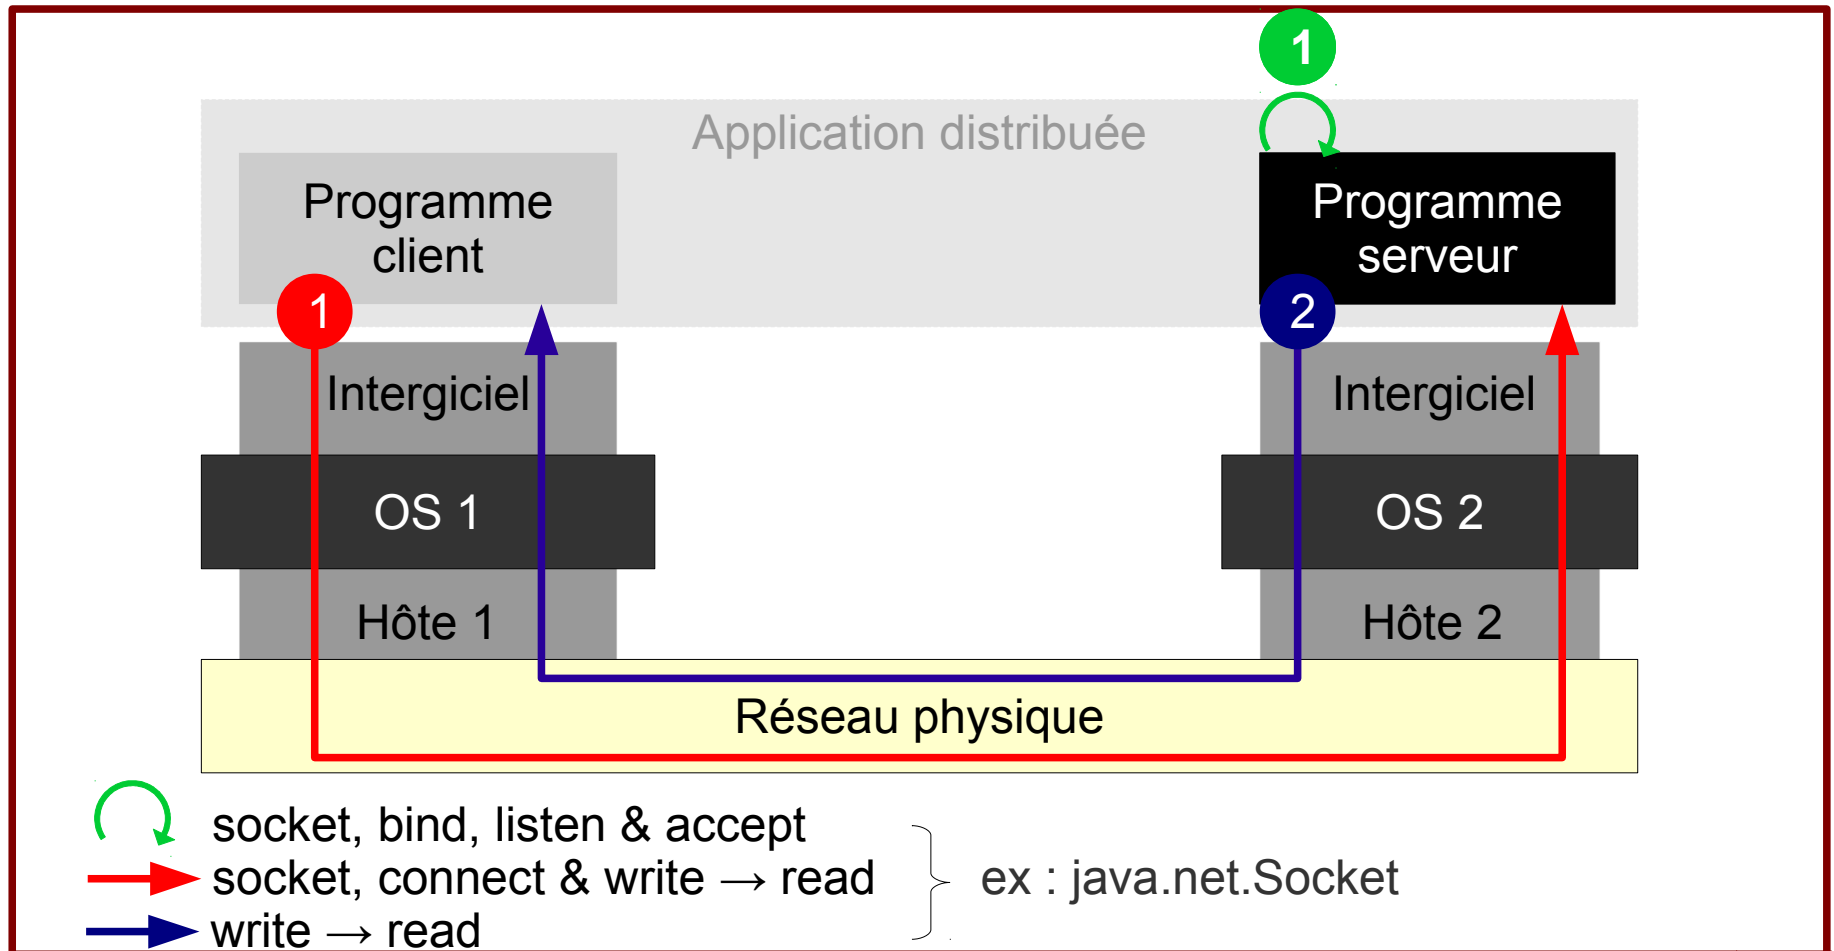 1
Application distribuée
Programme
client
Programme
serveur
1
2
Intergiciel
Intergiciel
OS 1
OS 2
Hôte 1
Hôte 2
Réseau physique
socket, bind, listen & accept
socket, connect & write → read
write → read
ex : java.net.Socket